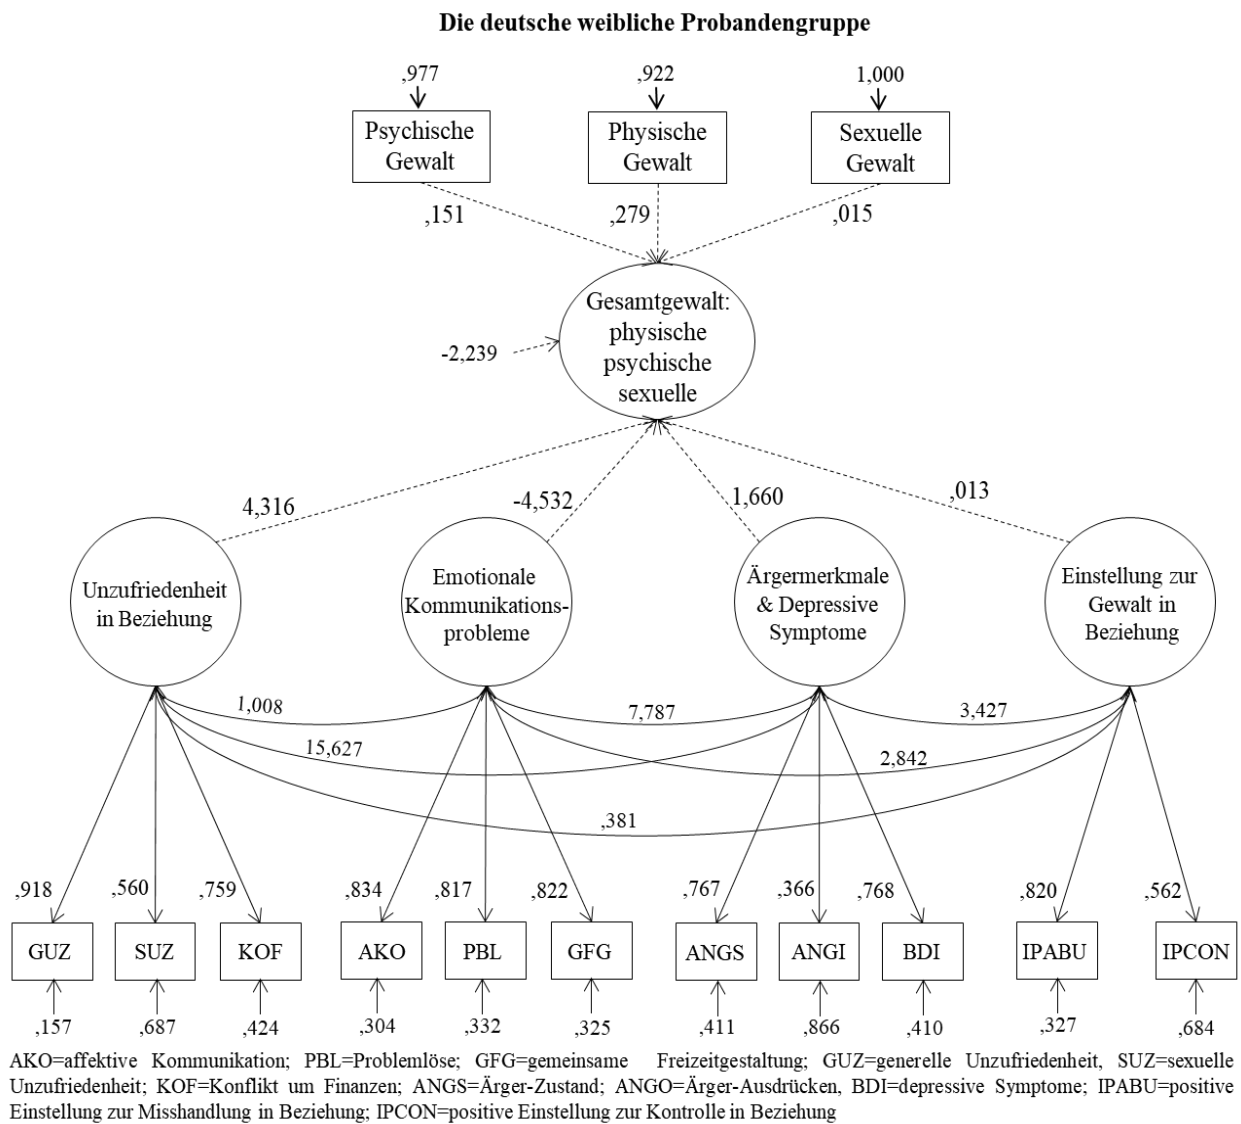 Die deutsche weibliche Probandengruppe
,977
,922
1,000
Psychische
Gewalt
Physische
Gewalt
Sexuelle
Gewalt
,151
,279
,015
Gesamtgewalt:
physische
psychische
sexuelle
-2,239
4,316
-4,532
1,660
,013
Unzufriedenheit
in Beziehung
Emotionale
Kommunikations-
probleme
Ärgermerkmale
& Depressive
Symptome
Einstellung zur
Gewalt in
Beziehung
1,008
7,787
3,427
15,627
2,842
,381
,918
,560
,759
,834
,817
,822
,767
,366
,768
,820
,562
GUZ
SUZ
KOF
AKO
PBL
GFG
ANGS
ANGI
BDI
IPABU
IPCON
,157
,687
,424
,304
,332
,325
,411
,866
,410
,327
,684
AKO=affektive Kommunikation; PBL=Problemlöse; GFG=gemeinsame Freizeitgestaltung; GUZ=generelle Unzufriedenheit, SUZ=sexuelle
Unzufriedenheit; KOF=Konflikt um Finanzen; ANGS=Ärger-Zustand; ANGO=Ärger-Ausdrücken, BDI=depressive Symptome; IPABU=positive
Einstellung zur Misshandlung in Beziehung; IPCON=positive Einstellung zur Kontrolle in Beziehung